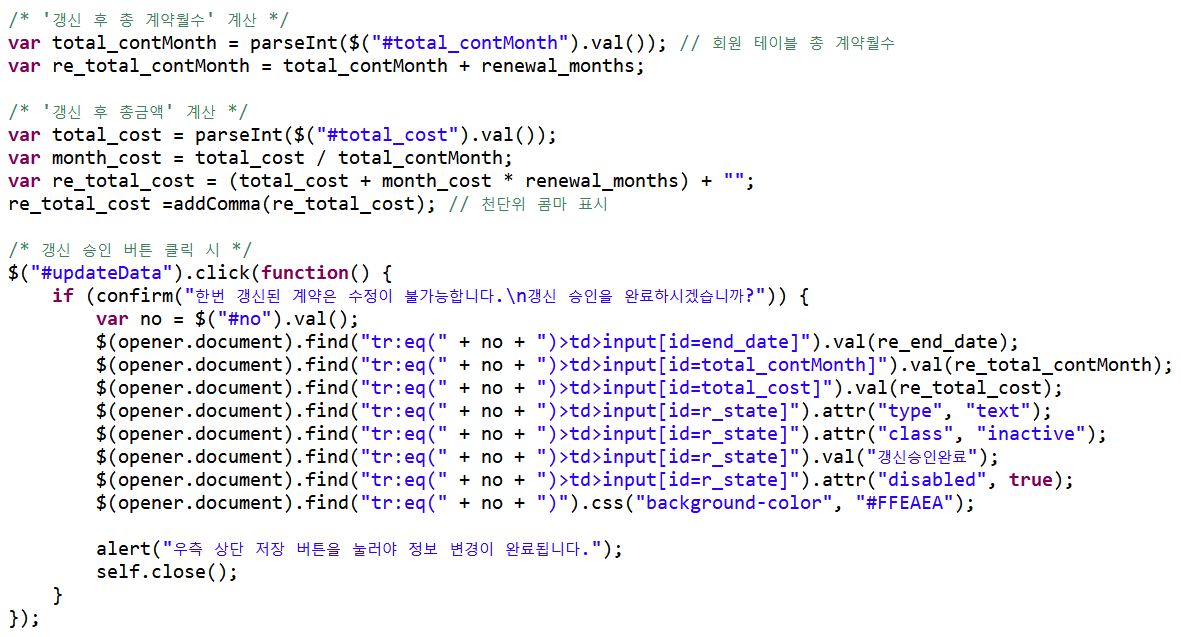 /* '갱신 후 총 계약월수' 계산 */
var total_contMonth = parseInt($("#total_contMonth").val()); // 회원 테이블 총 계약월수
var re_total_contMonth = total_contMonth + renewal_months;

/* '갱신 후 총금액' 계산 */
var total_cost = parseInt($("#total_cost").val());
var month_cost = total_cost / total_contMonth;
var re_total_cost = (total_cost + month_cost * renewal_months) + "";
re_total_cost =addComma(re_total_cost); // 천단위 콤마 표시

/* 갱신 승인 버튼 클릭 시 */
$("#updateData").click(function() {
    if (confirm("한번 갱신된 계약은 수정이 불가능합니다.\n갱신 승인을 완료하시겠습니까?")) {
        var no = $("#no").val();
        $(opener.document).find("tr:eq(" + no + ")>td>input[id=end_date]").val(re_end_date);
        $(opener.document).find("tr:eq(" + no + ")>td>input[id=total_contMonth]").val(re_total_contMonth);
        $(opener.document).find("tr:eq(" + no + ")>td>input[id=total_cost]").val(re_total_cost);
        $(opener.document).find("tr:eq(" + no + ")>td>input[id=r_state]").attr("type", "text");
        $(opener.document).find("tr:eq(" + no + ")>td>input[id=r_state]").attr("class", "inactive");
        $(opener.document).find("tr:eq(" + no + ")>td>input[id=r_state]").val("갱신승인완료");
        $(opener.document).find("tr:eq(" + no + ")>td>input[id=r_state]").attr("disabled", true);
        $(opener.document).find("tr:eq(" + no + ")").css("background-color", "#FFEAEA");

        alert("우측 상단 저장 버튼을 눌러야 정보 변경이 완료됩니다.");
        self.close();
    }
});